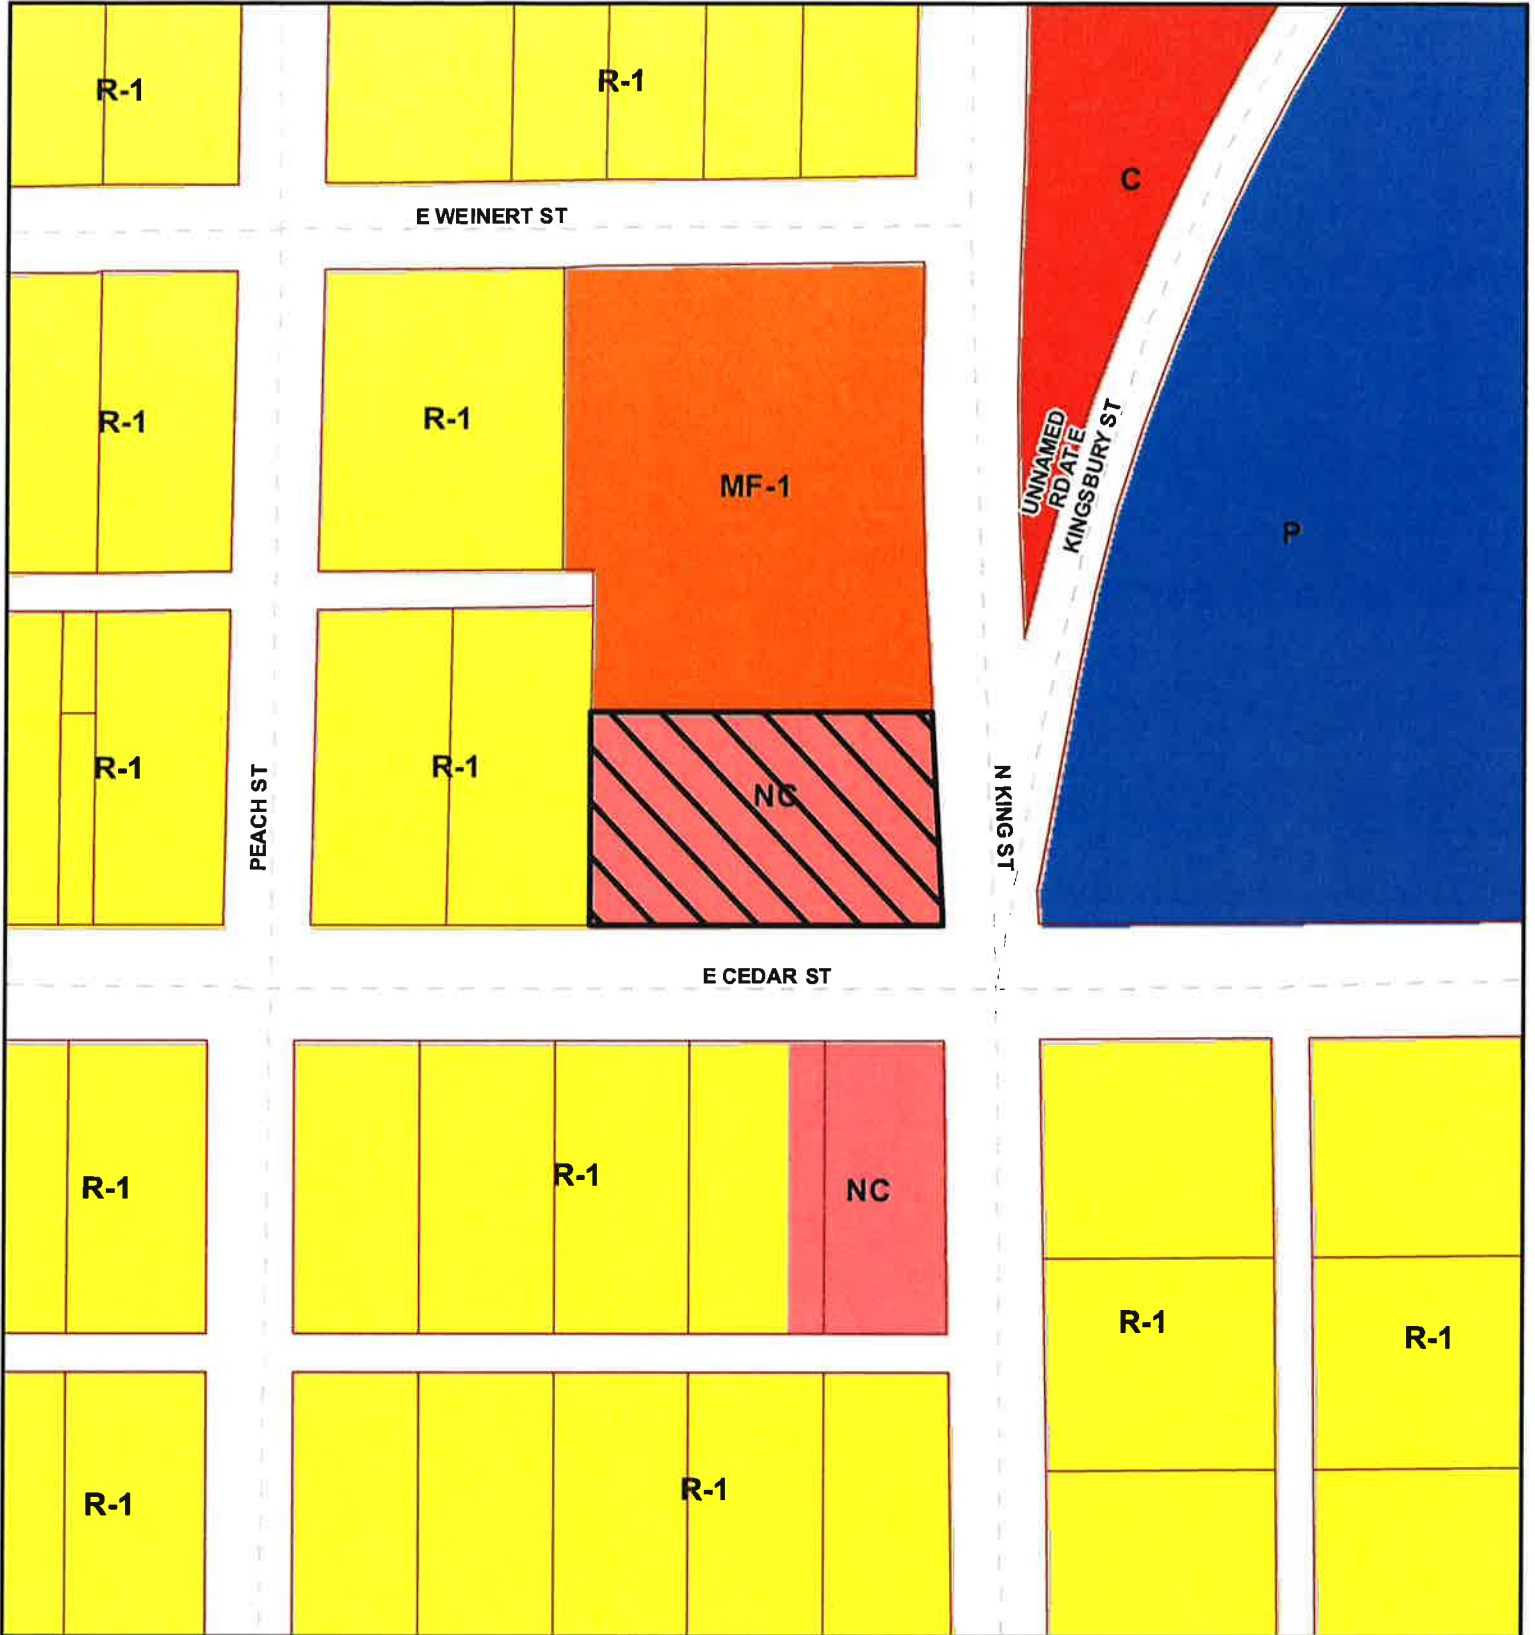 R-1
R-1
C
E WEINERT ST
R-1
R-1
MF-1
UNNAMED
RD AT E
KINGSBURY ST
P
R-1
R-1
NC
PEACH ST
N KING ST
E CEDAR ST
R-1
R-1
NC
R-1
R-1
R-1
R-1